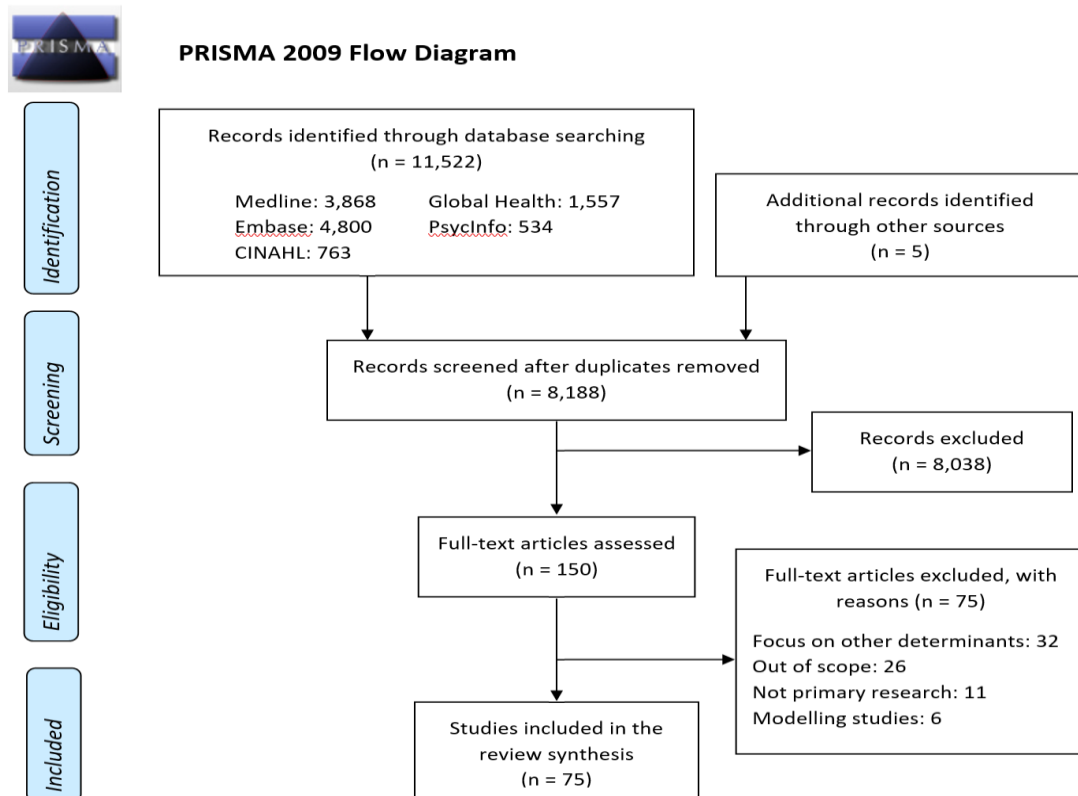 PRISMA
PRISMA 2009 Flow Diagram
Identification
Records identified through database searching
(n = 11,522)
Medline: 3,868 Global Health: 1,557
Embase: 4,800 PsycInfo: 534
CINAHL: 763
Additional records identified
through other sources
(n = 5)
Screening
Records screened after duplicates removed
(n = 8,188)
Records excluded
(n = 8,038)
Eligibility
Full-text articles assessed
(n = 150)
Full-text articles excluded, with
reasons (n = 75)
Focus on other determinants: 32
Out of scope: 26
Not primary research: 11
Modelling studies: 6
Included
Studies included in the
review synthesis
(n = 75)